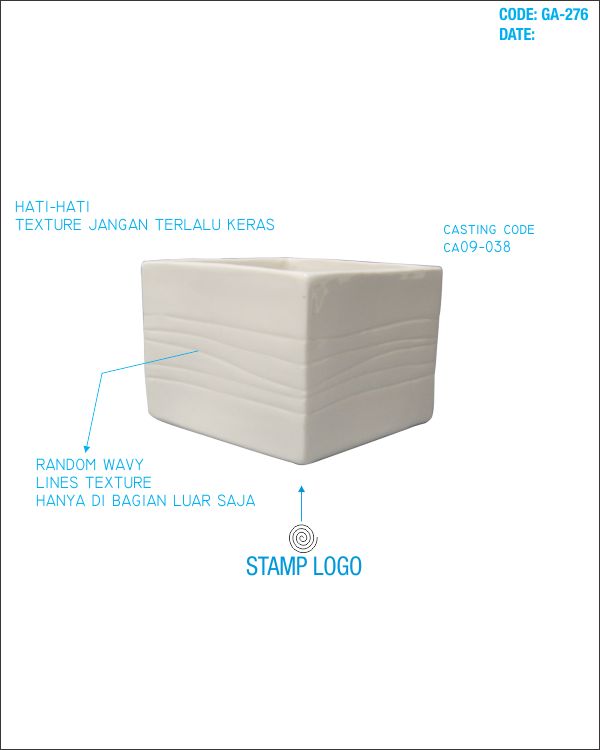 CODE: GA-276
DATE:
HATI-HATI
TEXTURE JANGAN TERLALU KERAS
CASTING CODE
CA09-038
RANDOM WAVY
LINES TEXTURE
HANYA DI BAGIAN LUAR SAJA
STAMP LOGO